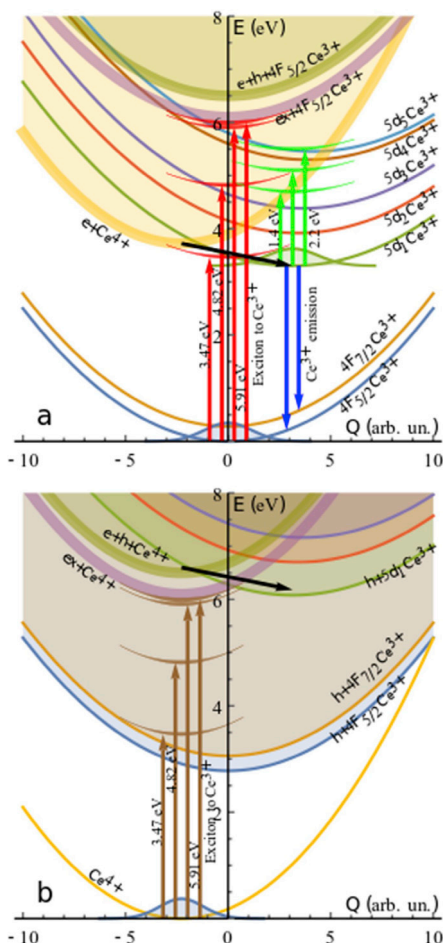 8
E (eV)
e+h+4F5/2Ce3+
ex+4F5/2Ce3+
6
5d5Ce3+
5d4Ce3+
5d3Ce3+
e+Ce4+
4
1.4 eV
2.2 eV
5d2Ce3+
5d1Ce3+
2
3.47 eV
4.82 eV
5.91 eV
Exciton to Ce3+
Ce3+ emission
4F7/2Ce3+
4F5/2Ce3+
a
Q (arb. un.)
-10 -5 0 5 10
8
E (eV)
e+h+Ce4+
ex+Ce4+
h+5d1Ce3+
6
4
h+4F7/2Ce3+
h+4F5/2Ce3+
3.47 eV
4.82 eV
5.91 eV
Exciton to Ce3+
2
Ce4+
b
Q (arb. un.)
-10 -5 0 5 10